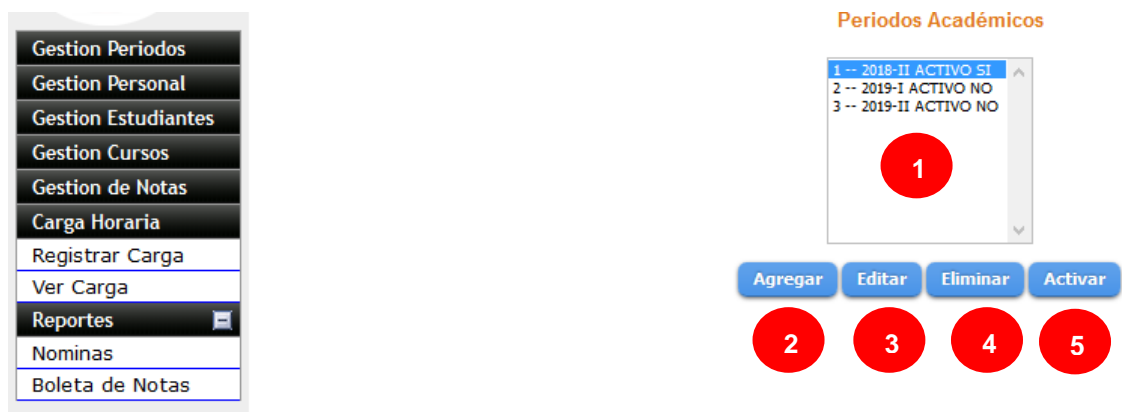 Gestion Periodos
Gestion Personal
Gestion Estudiantes
Gestion Cursos
Gestion de Notas
Carga Horaria
Registrar Carga
Ver Carga
Reportes
Nominas
Boleta de Notas
Periodos Académicos
1 -- 2018-II ACTIVO SI
2 -- 2019-I ACTIVO NO
3 -- 2019-II ACTIVO NO
1
Agregar Editar Eliminar Activar
2 3 4 5